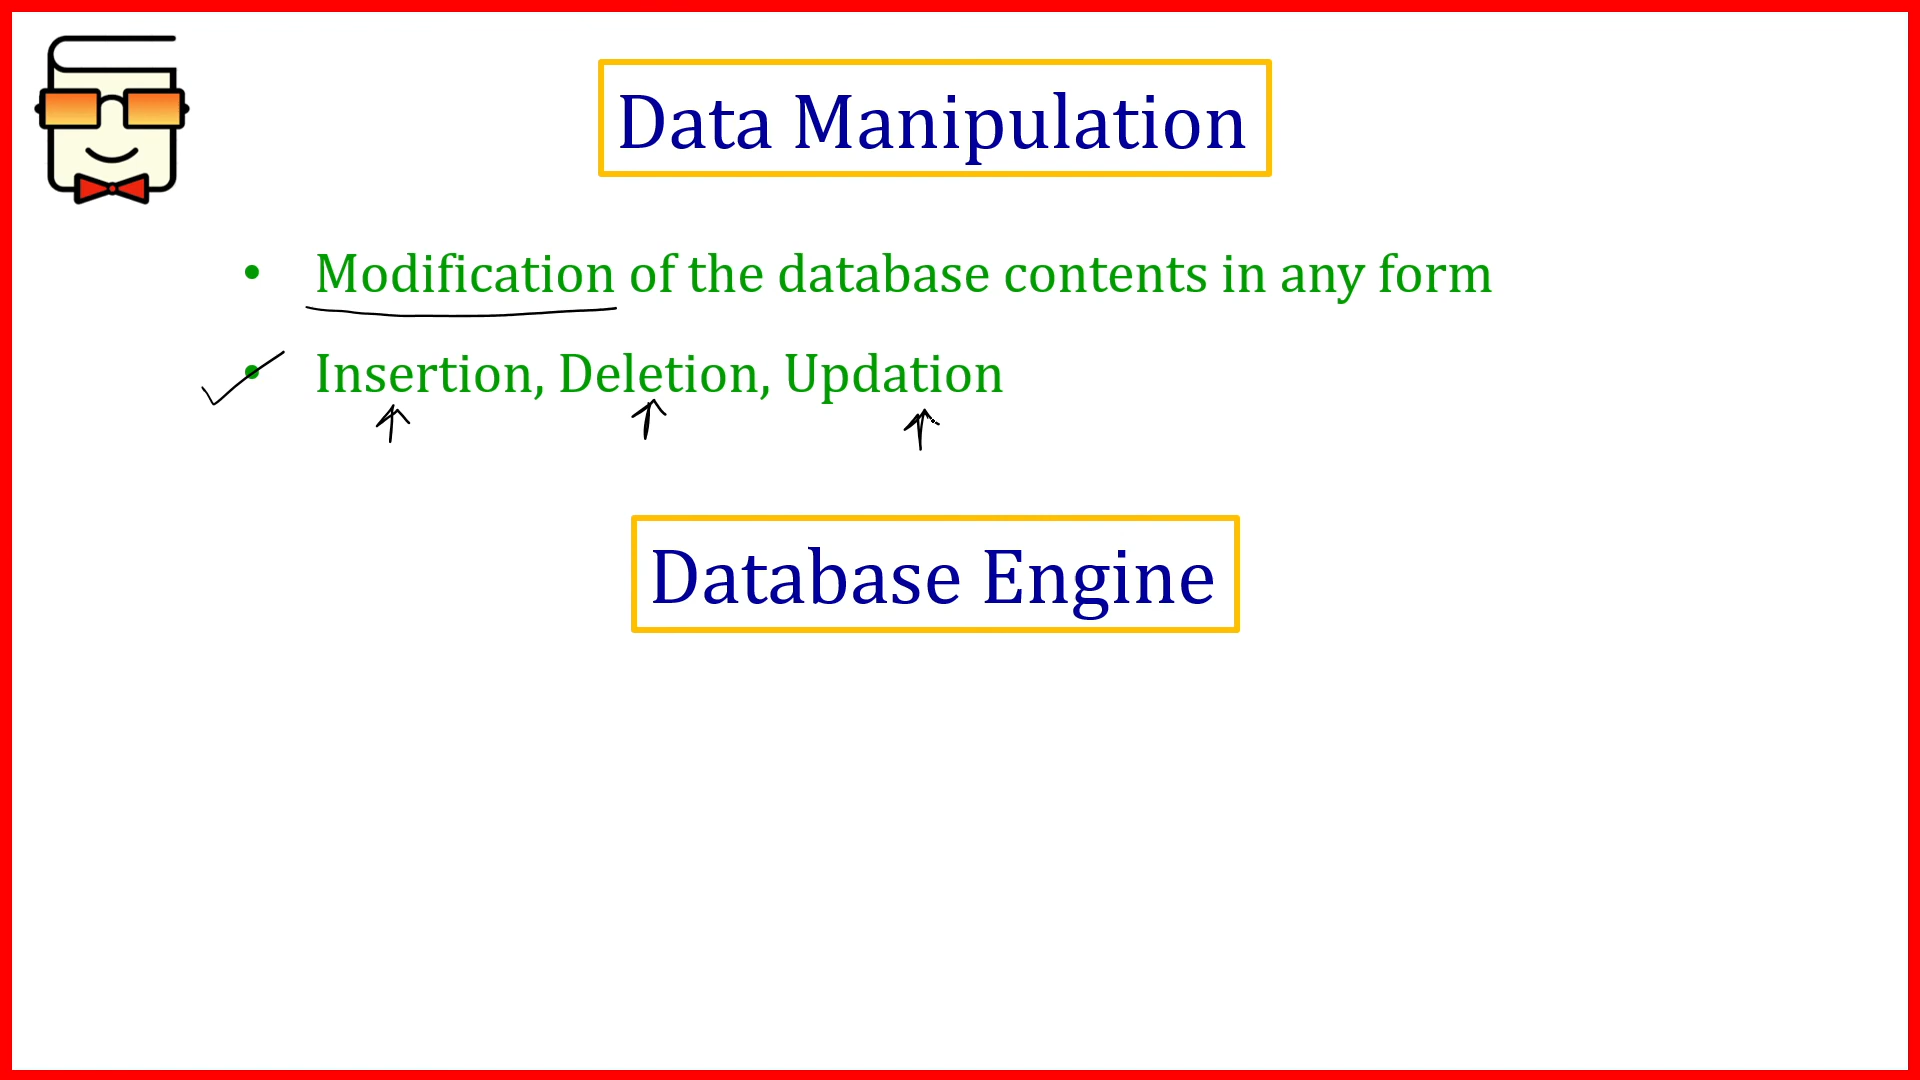 Data Manipulation
• Modification of the database contents in any form
• Insertion, Deletion, Updation
Database Engine